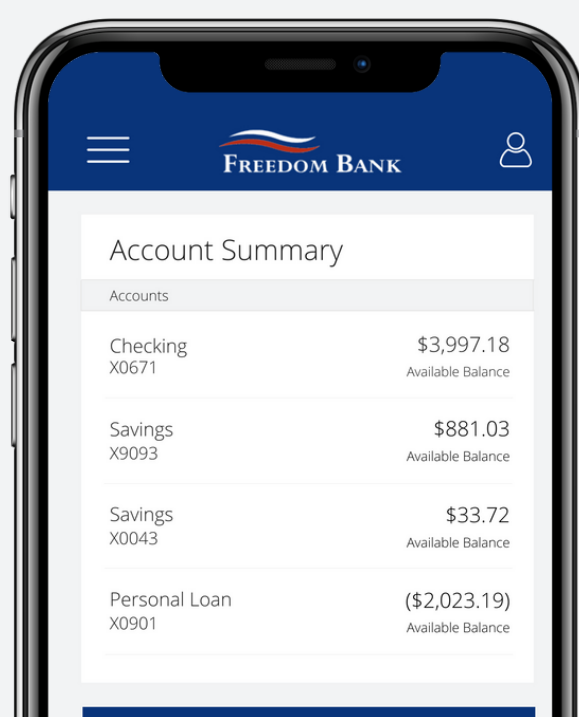 FREEDOM BANK
Account Summary
Accounts
Checking
$3,997.18
X0671
Available Balance
Savings
$881.03
X9093
Available Balance
Savings
$33.72
X0043
Available Balance
Personal Loan
($2,023.19)
X0901
Available Balance